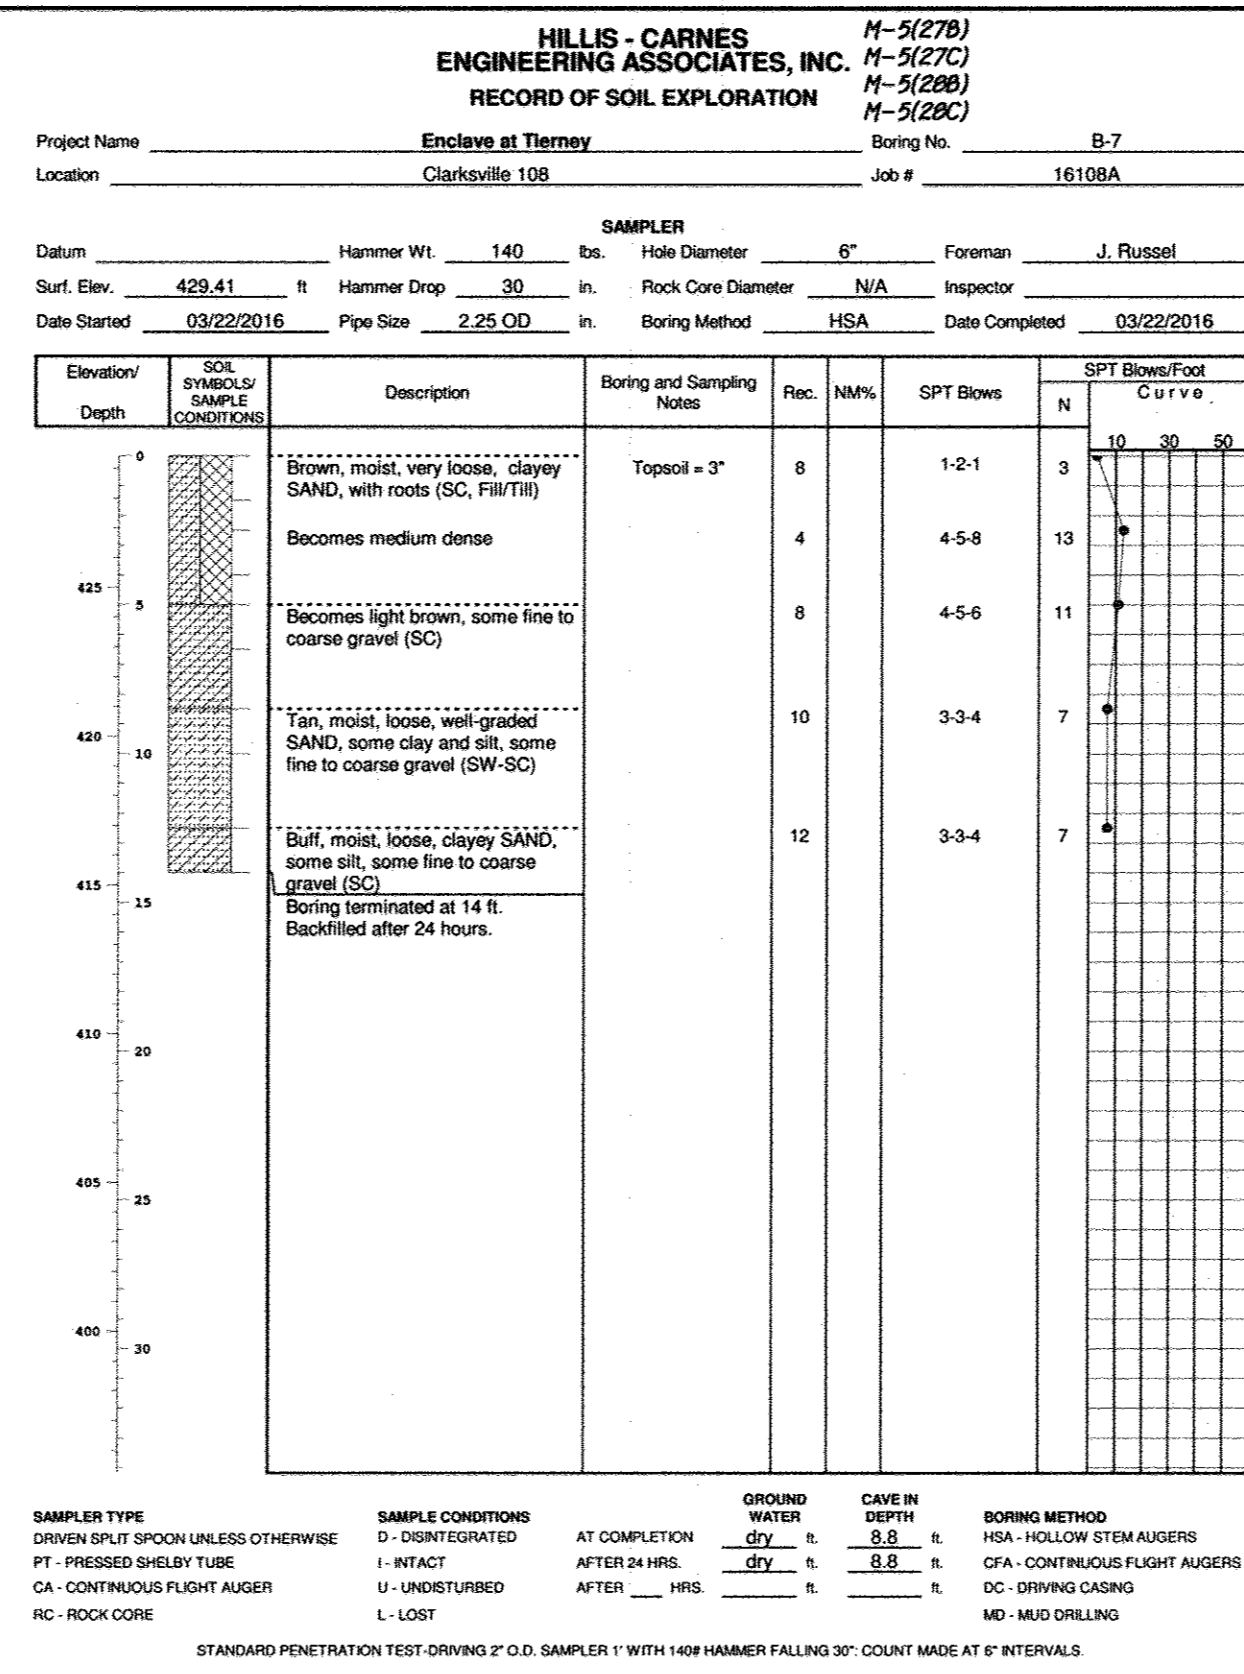 HILLIS - CARNES
ENGINEERING ASSOCIATES, INC.
RECORD OF SOIL EXPLORATION
M-5(27B)
M-5(27C)
M-5(28B)
M-5(28C)
Project Name Enclave at Tierney Boring No. B-7
Location Clarksville 108 Job # 16108A
SAMPLER
Datum Hammer Wt. 140 lbs. Hole Diameter 6" Foreman J. Russel
Surf. Elev. 429.41 ft Hammer Drop 30 in. Rock Core Diameter N/A Inspector
Date Started 03/22/2016 Pipe Size 2.25 OD in. Boring Method HSA Date Completed 03/22/2016
Elevation/
Depth
SOIL
SYMBOLS/
SAMPLE
CONDITIONS
Description
Boring and Sampling
Notes
Rec.
NM%
SPT Blows
SPT Blows/Foot
N
Curve
10 30 50
0
Brown, moist, very loose, clayey
SAND, with roots (SC, Fill/Till)
Topsoil = 3"
8 1-2-1 3
Becomes medium dense 4 4-5-8 13
425
5
Becomes light brown, some fine to
coarse gravel (SC)
8 4-5-6 11
Tan, moist, loose, well-graded
SAND, some clay and silt, some
fine to coarse gravel (SW-SC)
10 3-3-4 7
420
10
Buff, moist, loose, clayey SAND,
some silt, some fine to coarse
gravel (SC)
12 3-3-4 7
415
15
Boring terminated at 14 ft.
Backfilled after 24 hours.
410
20
405
25
400
30
SAMPLER TYPE
DRIVEN SPLIT SPOON UNLESS OTHERWISE
PT - PRESSED SHELBY TUBE
CA - CONTINUOUS FLIGHT AUGER
RC - ROCK CORE
SAMPLE CONDITIONS
D - DISINTEGRATED
I - INTACT
U - UNDISTURBED
L - LOST
GROUND
WATER
CAVE IN
DEPTH
AT COMPLETION dry ft. 8.8 ft.
AFTER 24 HRS. dry ft. 8.8 ft.
AFTER HRS. ft. ft.
BORING METHOD
HSA - HOLLOW STEM AUGERS
CFA - CONTINUOUS FLIGHT AUGERS
DC - DRIVING CASING
MD - MUD DRILLING
STANDARD PENETRATION TEST-DRIVING 2" O.D. SAMPLER 1' WITH 140# HAMMER FALLING 30": COUNT MADE AT 6" INTERVALS.